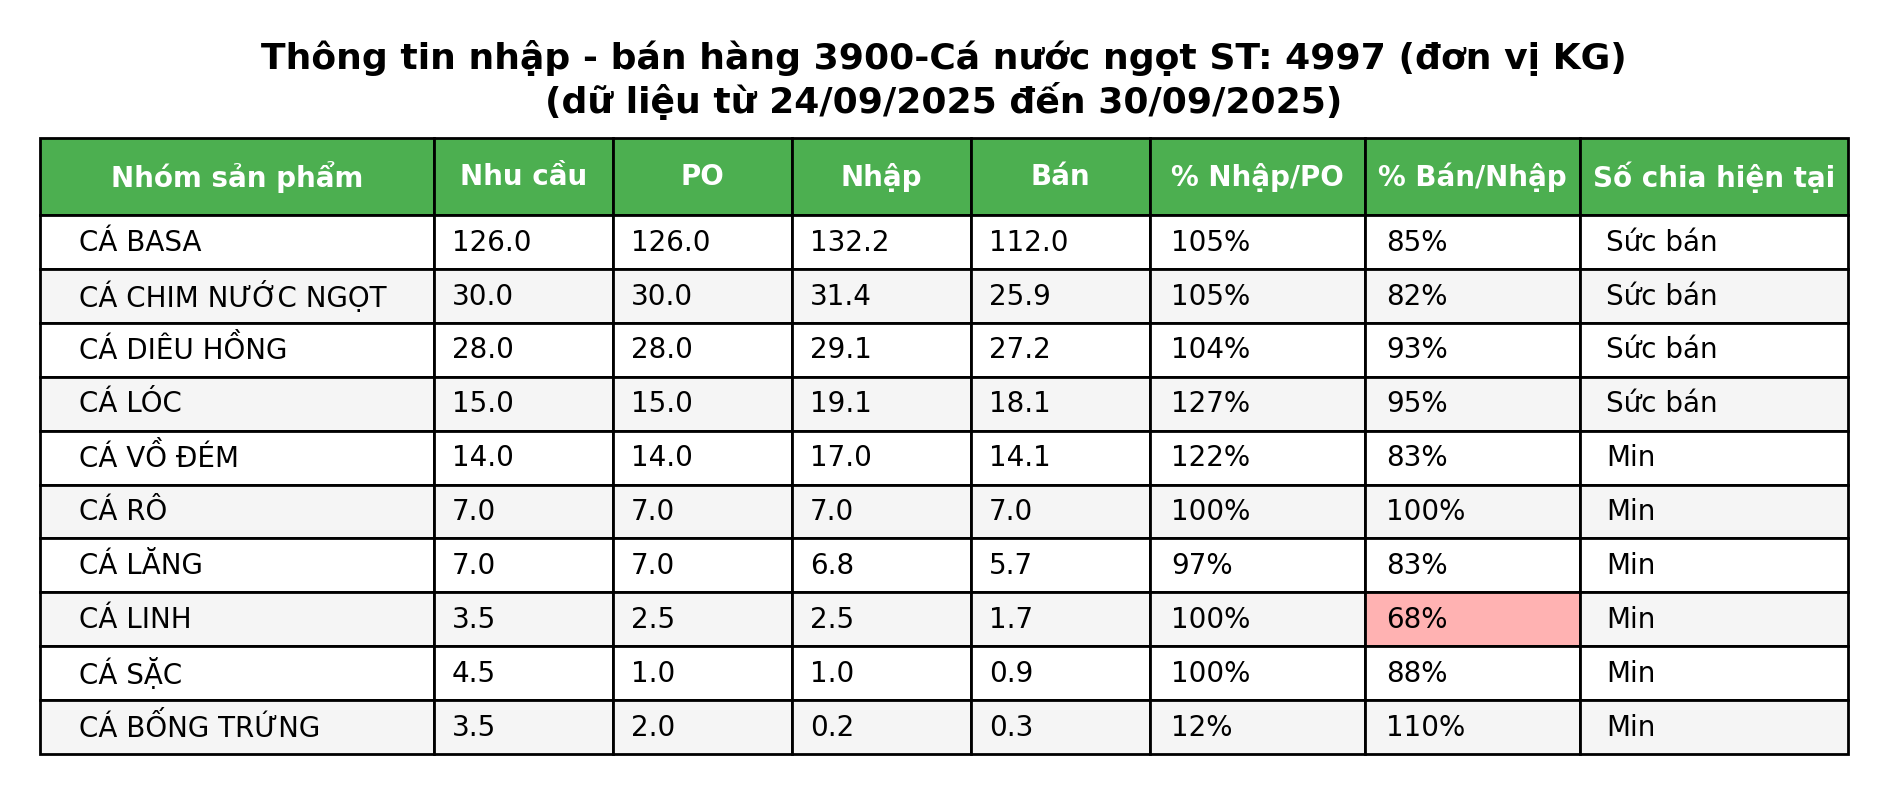 Thông tin nhập - bán hàng 3900-Cá nước ngọt ST: 4997 (đơn vị KG)
(dữ liệu từ 24/09/2025 đến 30/09/2025)
Nhóm sản phẩm Nhu cầu PO Nhập Bán % Nhập/PO % Bán/Nhập Số chia hiện tại
CÁ BASA 126.0 126.0 132.2 112.0 105% 85% Sức bán
CÁ CHIM NƯỚC NGỌT 30.0 30.0 31.4 25.9 105% 82% Sức bán
CÁ DIÊU HỒNG 28.0 28.0 29.1 27.2 104% 93% Sức bán
CÁ LÓC 15.0 15.0 19.1 18.1 127% 95% Sức bán
CÁ VỒ ĐÉM 14.0 14.0 17.0 14.1 122% 83% Min
CÁ RÔ 7.0 7.0 7.0 7.0 100% 100% Min
CÁ LĂNG 7.0 7.0 6.8 5.7 97% 83% Min
CÁ LINH 3.5 2.5 2.5 1.7 100% 68% Min
CÁ SẶC 4.5 1.0 1.0 0.9 100% 88% Min
CÁ BỐNG TRỨNG 3.5 2.0 0.2 0.3 12% 110% Min